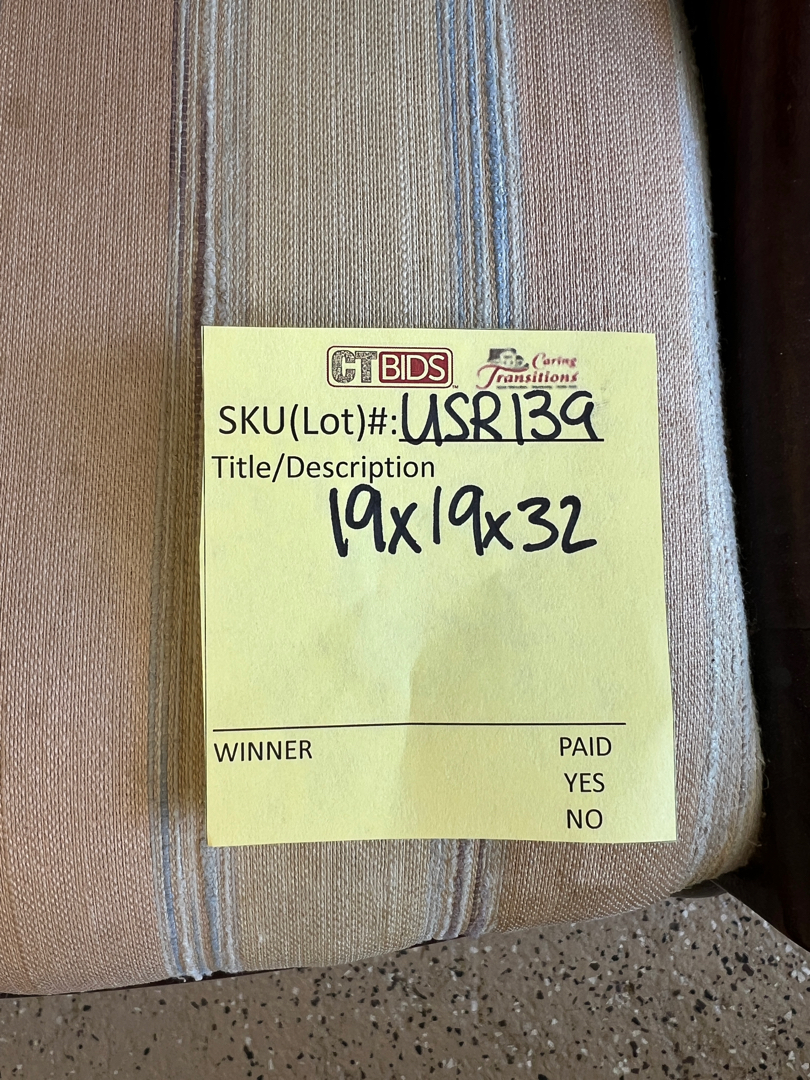 CTBIDS
Caring
Transitions
SKU(Lot)#: USR139
Title/Description
19x19x32
WINNER PAID
YES
NO